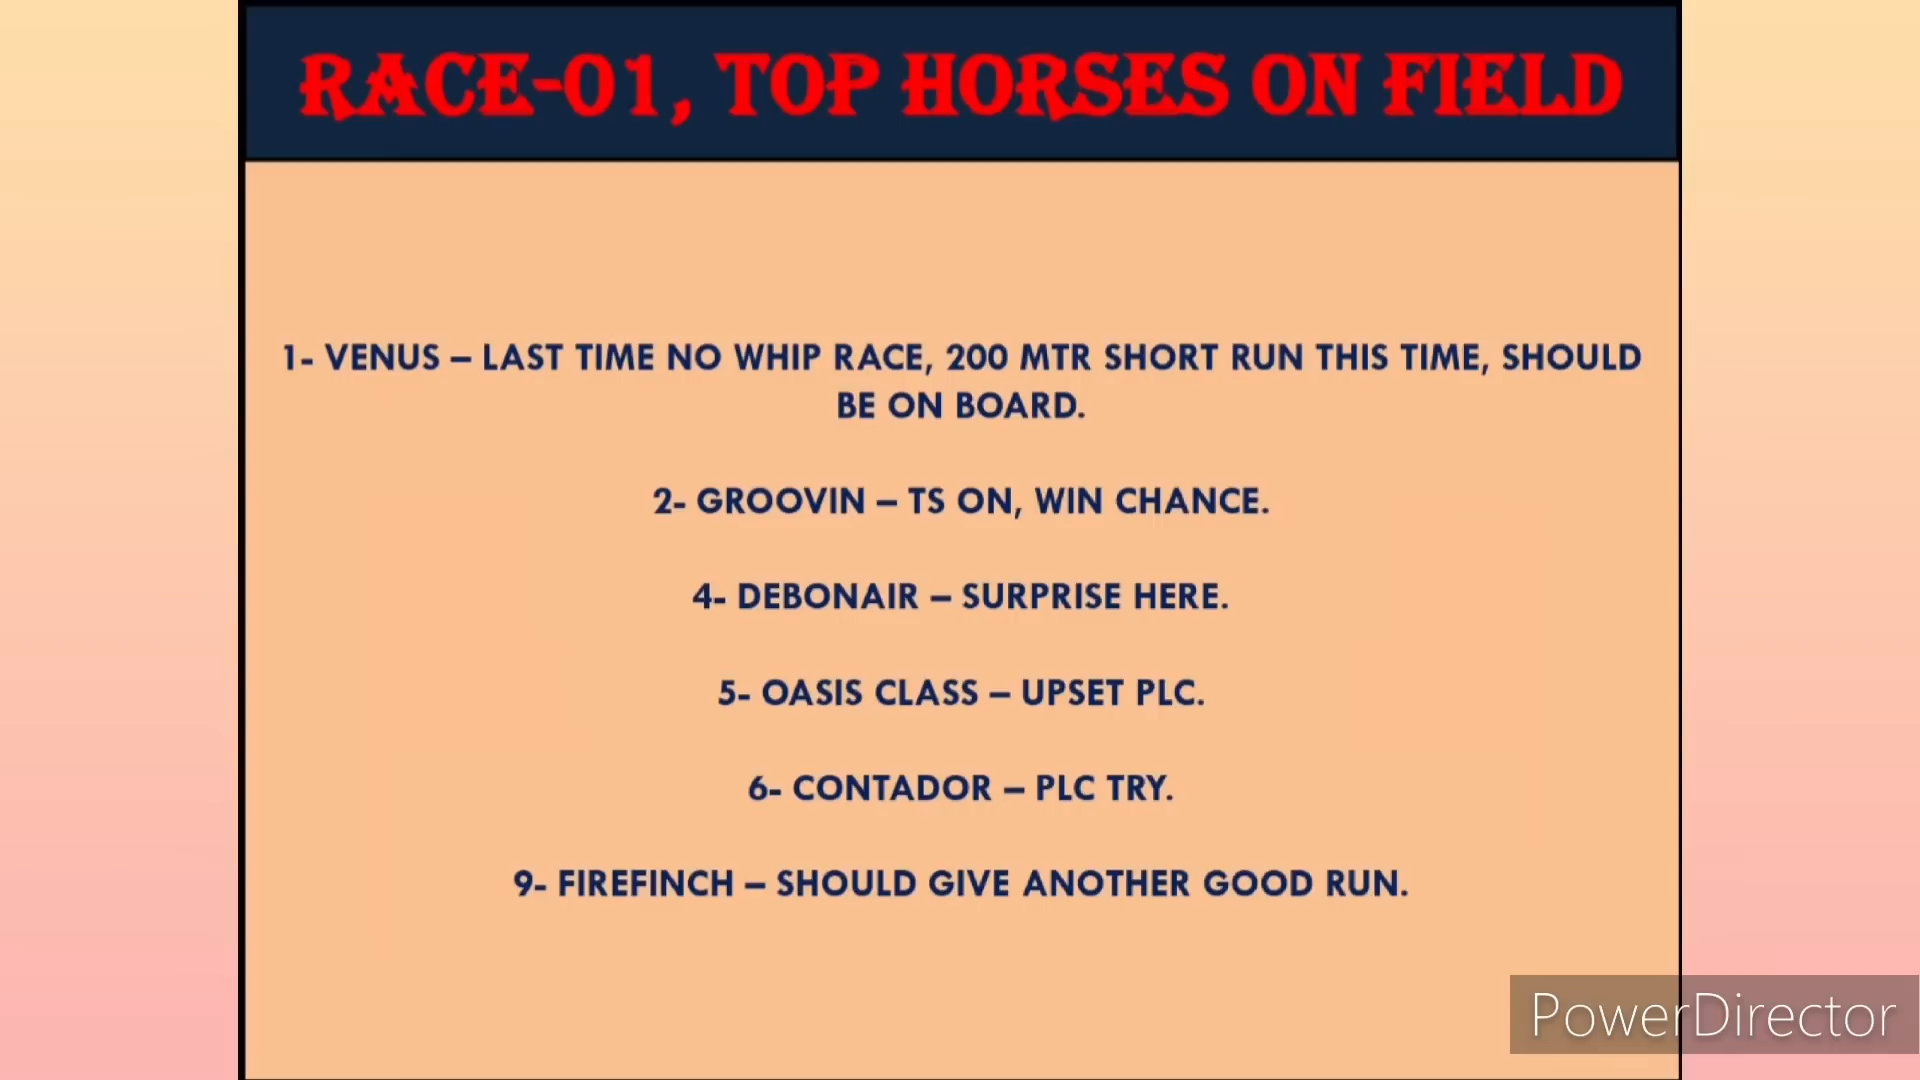 RACE-01, TOP HORSES ON FIELD
1- VENUS – LAST TIME NO WHIP RACE, 200 MTR SHORT RUN THIS TIME, SHOULD
BE ON BOARD.
2- GROOVIN – TS ON, WIN CHANCE.
4- DEBONAIR – SURPRISE HERE.
5- OASIS CLASS – UPSET PLC.
6- CONTADOR – PLC TRY.
9- FIREFINCH – SHOULD GIVE ANOTHER GOOD RUN.
PowerDirector